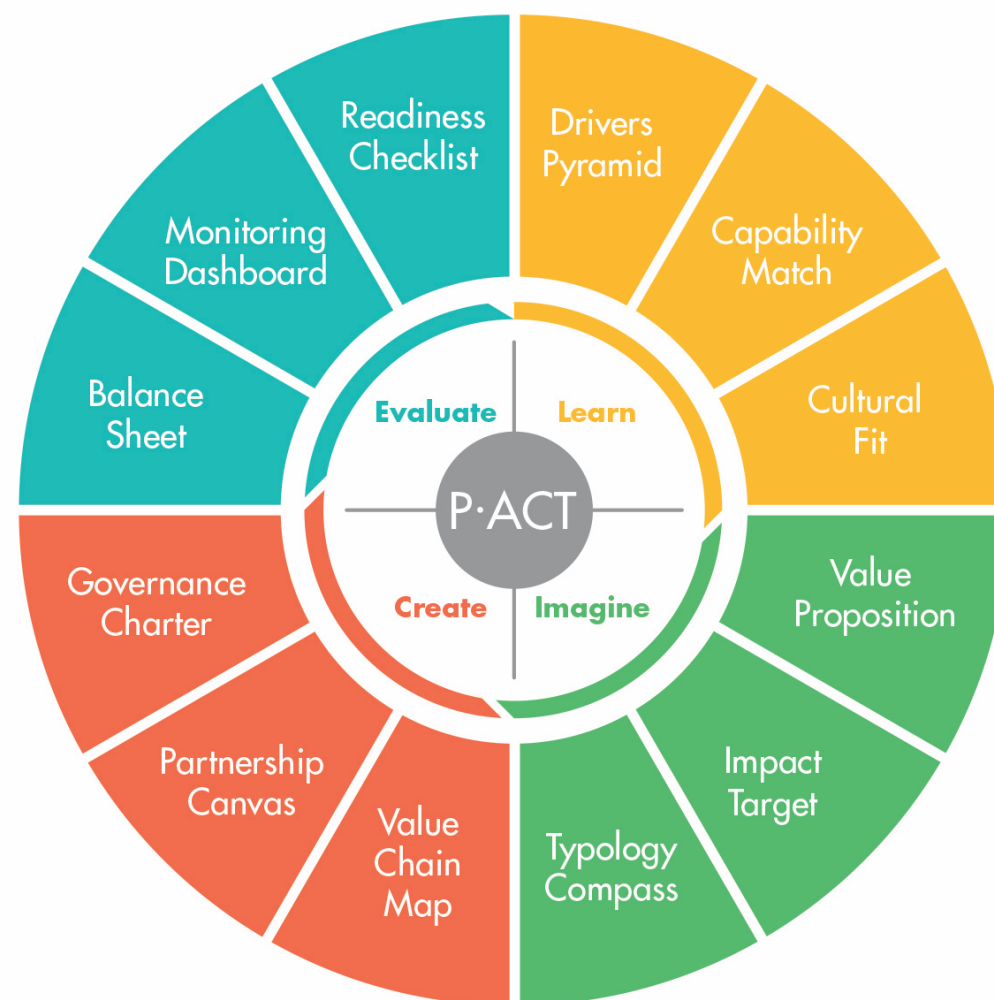 Readiness
Checklist
Drivers
Pyramid
Capability
Match
Cultural
Fit
Value
Proposition
Impact
Target
Typology
Compass
Value
Chain
Map
Partnership
Canvas
Governance
Charter
Balance
Sheet
Monitoring
Dashboard
Evaluate
Learn
P·ACT
Create
Imagine